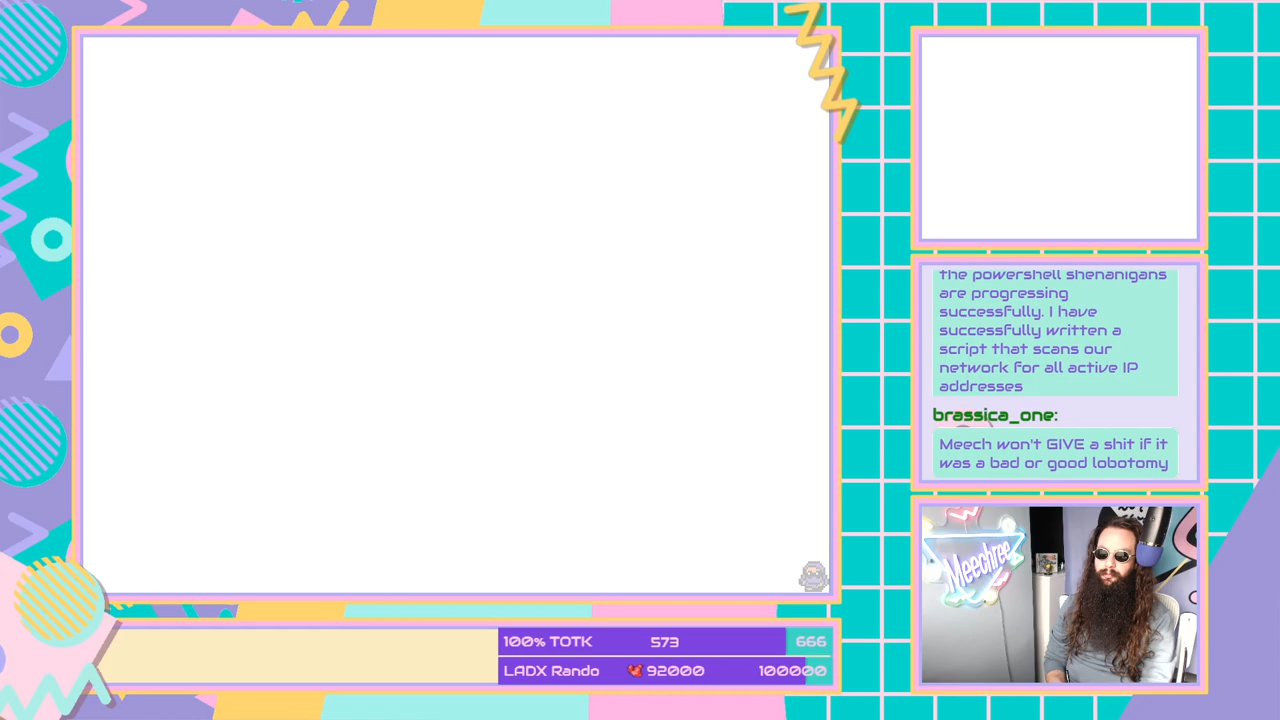 the powershell shenanigans
are progressing
successfully. I have
successfully written a
script that scans our
network for all active IP
addresses
brassica_one:
Meech won't GIVE a shit if it
was a bad or good lobotomy
Meechree
100% TOTK 573 666
LADX Rando 92000 100000